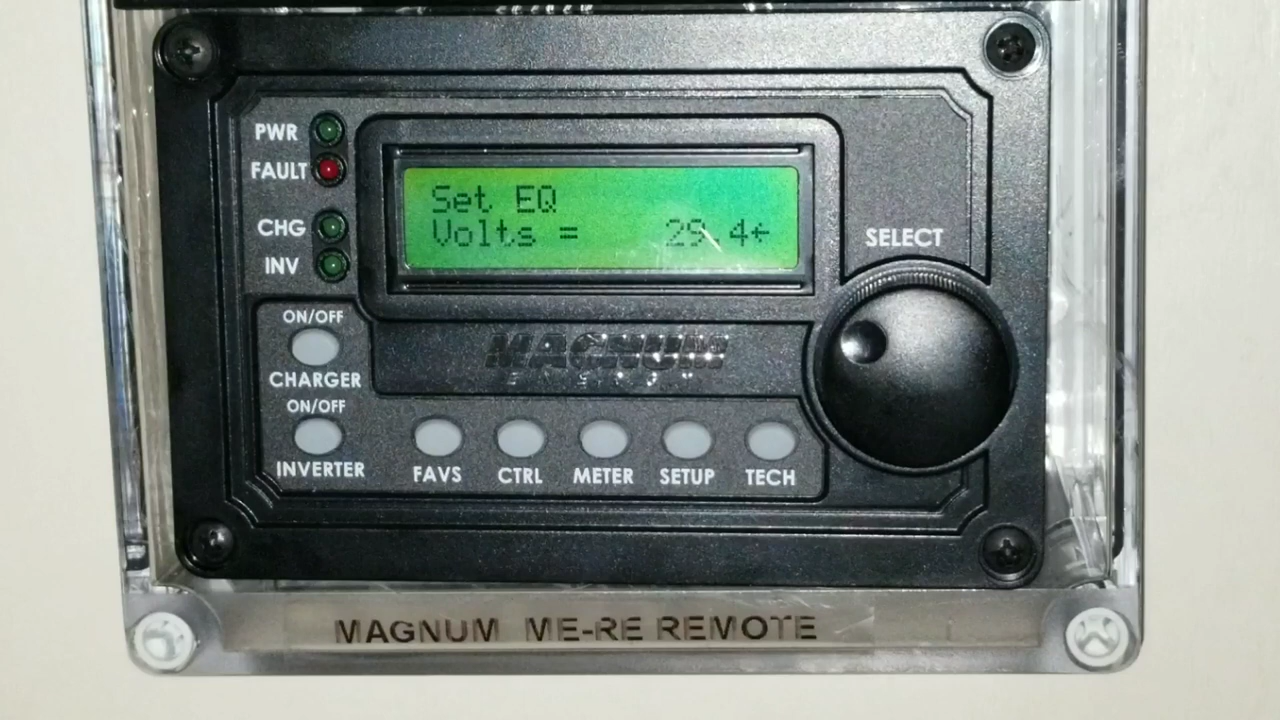 PWR
FAULT
CHG
INV
Set EQ
Volts = 29.4←
SELECT
ON/OFF
CHARGER
ON/OFF
INVERTER
MAGNUM
FAVS CTRL METER SETUP TECH
MAGNUM ME-RE REMOTE